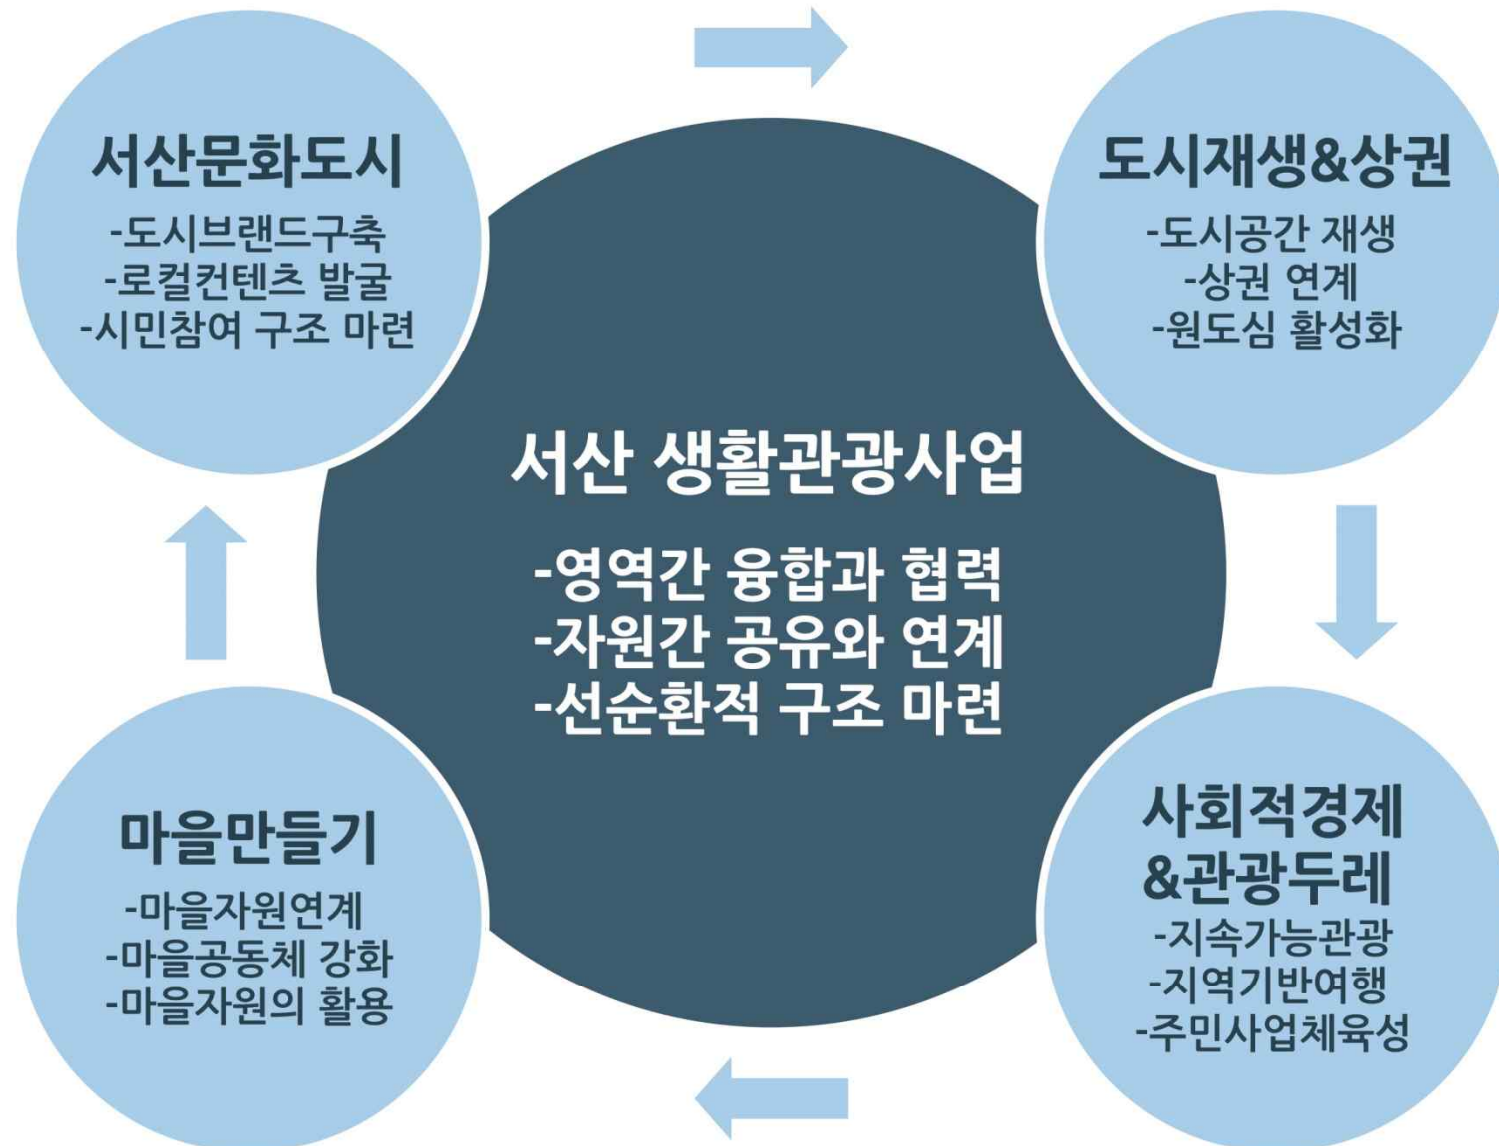 서산문화도시
-도시브랜드구축
-로컬컨텐츠 발굴
-시민참여 구조 마련
도시재생&상권
-도시공간 재생
-상권 연계
-원도심 활성화
서산 생활관광사업
-영역간 융합과 협력
-자원간 공유와 연계
-선순환적 구조 마련
마을만들기
-마을자원연계
-마을공동체 강화
-마을자원의 활용
사회적경제
&관광두레
-지속가능관광
-지역기반여행
-주민사업체육성